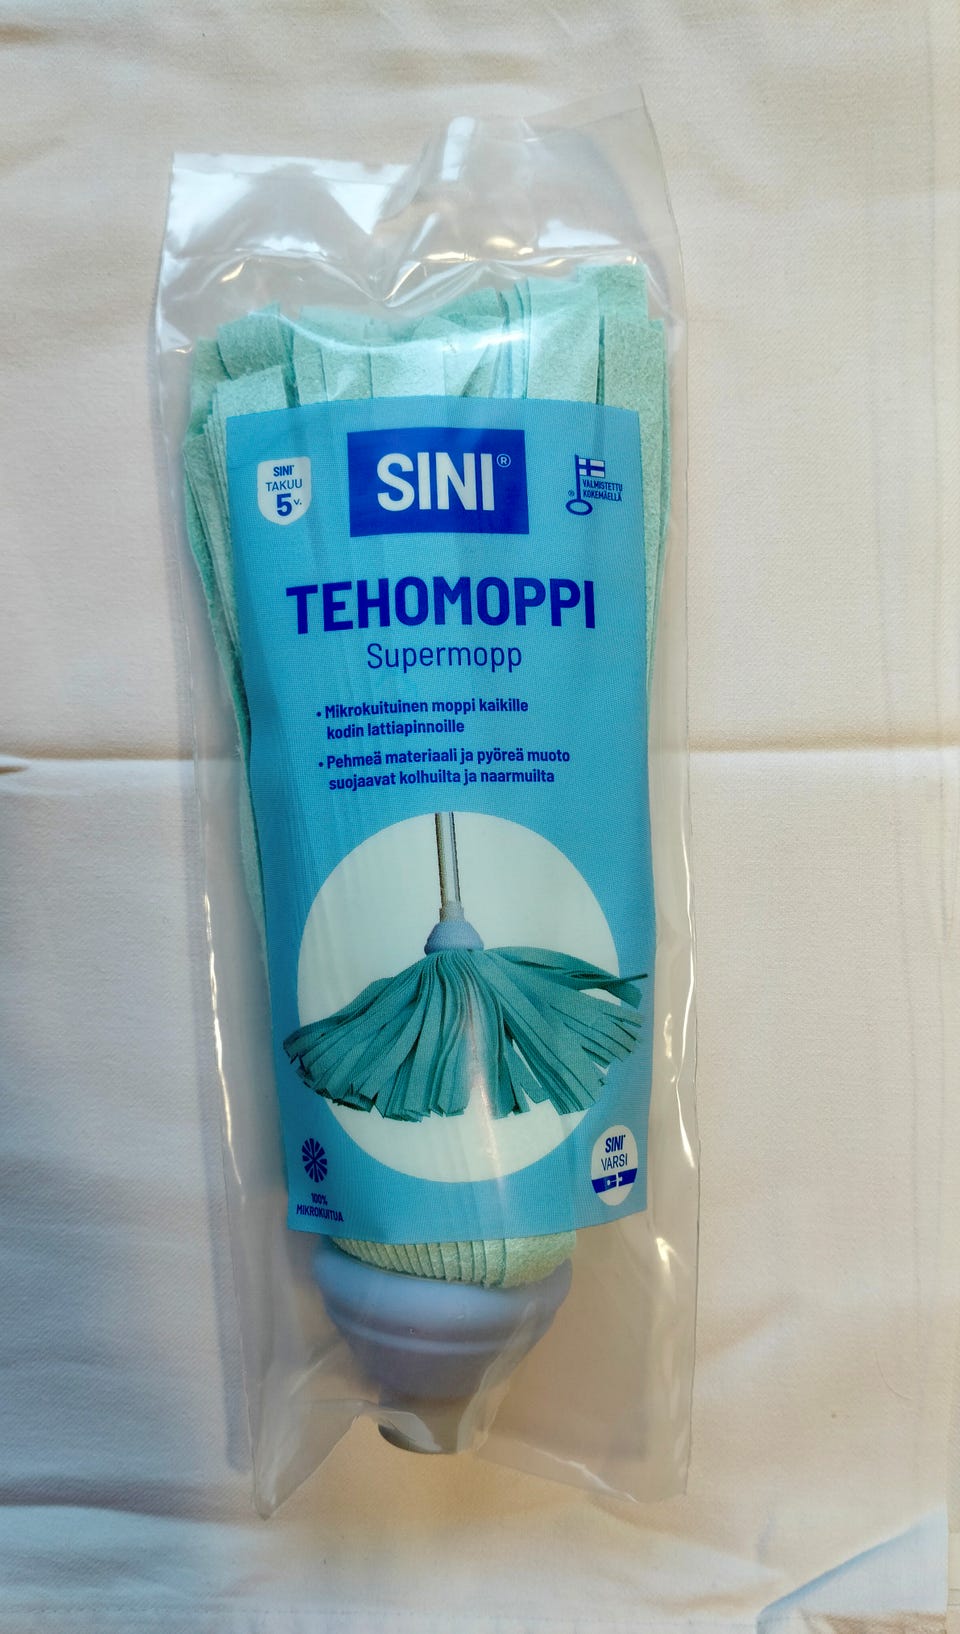 SINI®
SINI
TAKUU
5 v.
VALMISTETTU
KOKEMÄELLÄ
®
TEHOMOPPI
Supermopp
• Mikrokuituinen moppi kaikille
kodin lattiapinnoille
• Pehmeä materiaali ja pyöreä muoto
suojaavat kolhuilta ja naarmuilta
100%
MIKROKUITUA
SINI
VARSI